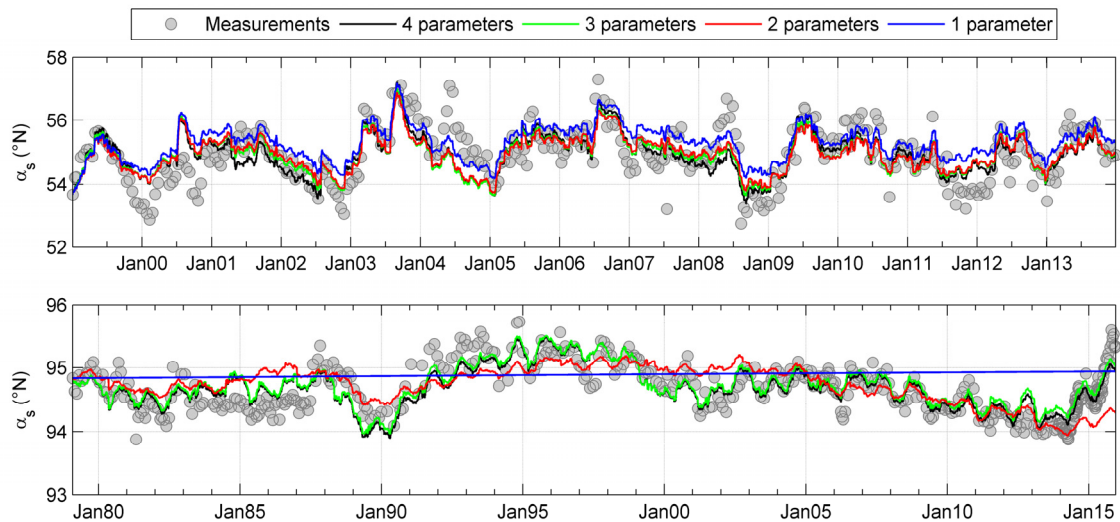 Measurements 4 parameters 3 parameters 2 parameters 1 parameter
58
56
54
52
αs (°N)
Jan00 Jan01 Jan02 Jan03 Jan04 Jan05 Jan06 Jan07 Jan08 Jan09 Jan10 Jan11 Jan12 Jan13
96
95
94
93
αs (°N)
Jan80 Jan85 Jan90 Jan95 Jan00 Jan05 Jan10 Jan15